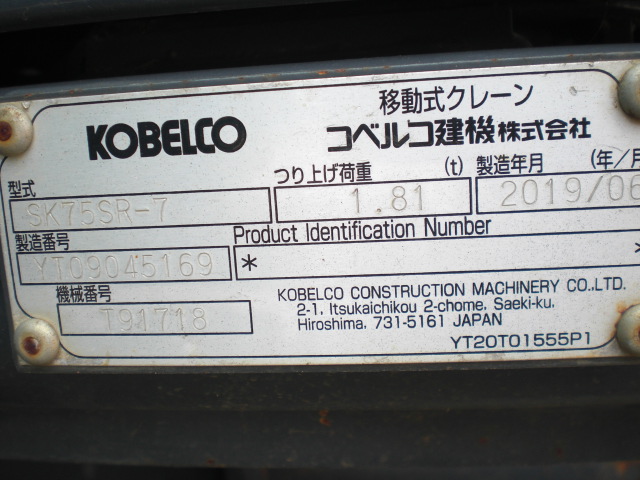 KOBELCO
移動式クレーン
コベルコ建機株式会社
型式
SK75SR-7
つり上げ荷重 (t)
1.81
製造年月 (年/月
2019/06
製造番号
YT09045169
Product Identification Number
*
機械番号
T91718
KOBELCO CONSTRUCTION MACHINERY CO.,LTD.
2-1, Itsukaichikou 2-chome, Saeki-ku,
Hiroshima, 731-5161 JAPAN
YT20T01555P1